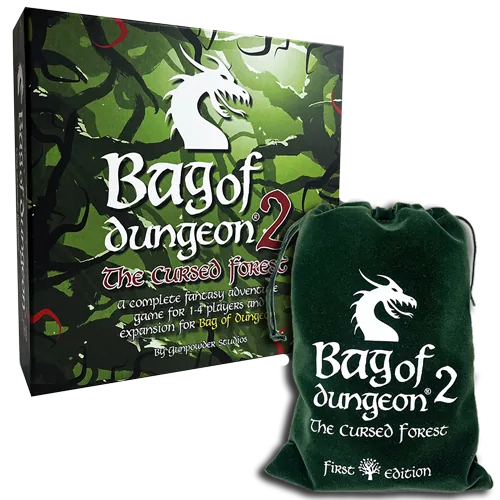 Bag of
dungeon® 2
The Cursed Forest
a complete fantasy adventure
game for 1-4 players and
expansion for Bag of Dungeon
By Gunpowder Studios
Bag of Dungeon 2
Bag of
dungeon® 2
The Cursed Forest
First Edition